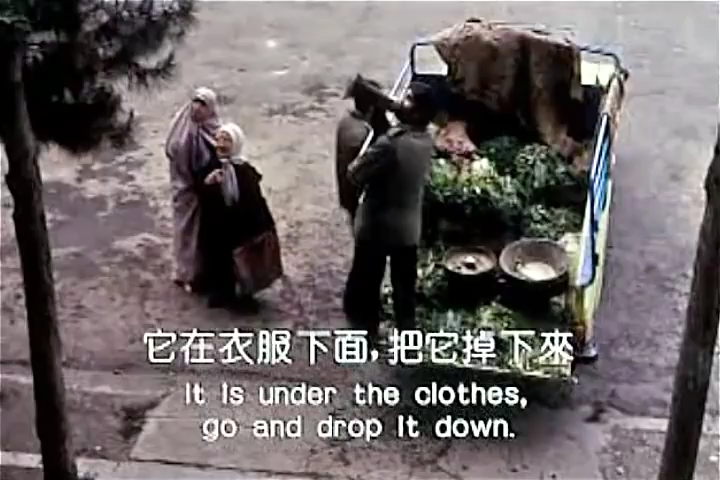 它在衣服下面,把它掉下來
It is under the clothes,
go and drop It down.